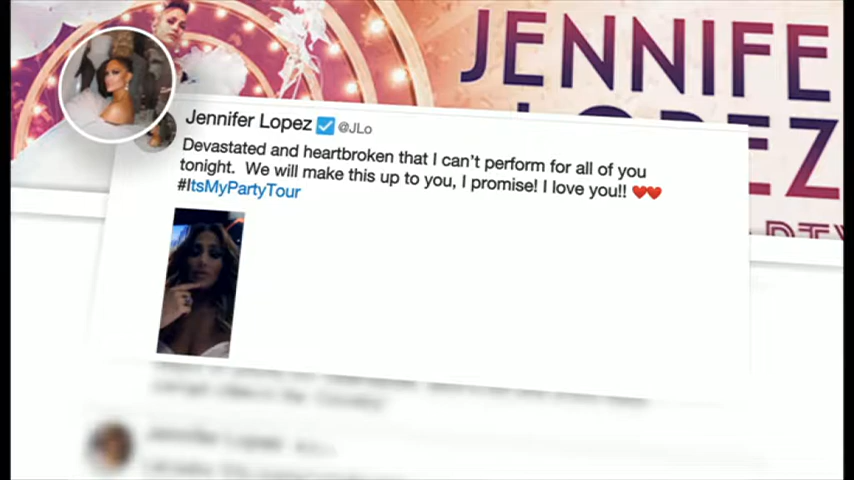 JENNIFE
LOPEZ
Jennifer Lopez @JLo
Devastated and heartbroken that I can't perform for all of you
tonight. We will make this up to you, I promise! I love you!! ❤️❤️
#ItsMyPartyTour